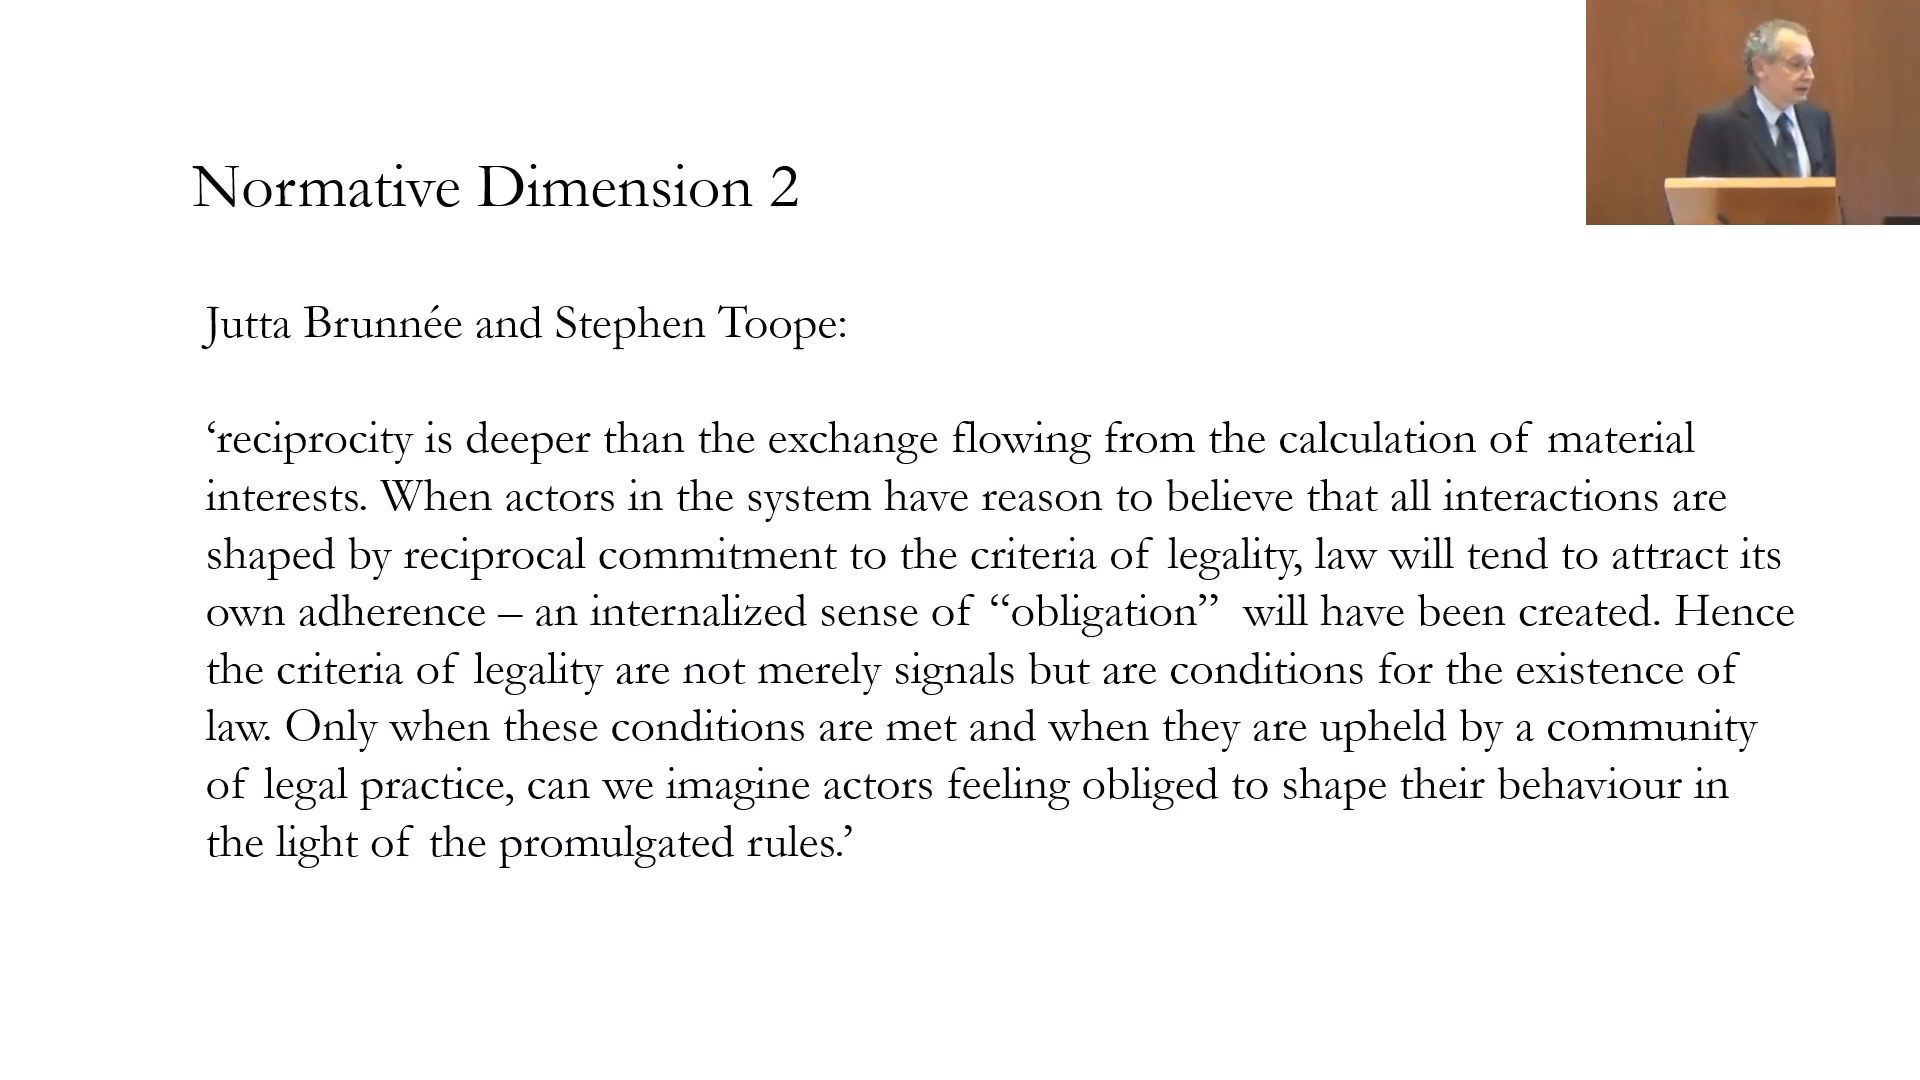 Normative Dimension 2
Jutta Brunnée and Stephen Toope:
‘reciprocity is deeper than the exchange flowing from the calculation of material
interests. When actors in the system have reason to believe that all interactions are
shaped by reciprocal commitment to the criteria of legality, law will tend to attract its
own adherence – an internalized sense of “obligation” will have been created. Hence
the criteria of legality are not merely signals but are conditions for the existence of
law. Only when these conditions are met and when they are upheld by a community
of legal practice, can we imagine actors feeling obliged to shape their behaviour in
the light of the promulgated rules.’